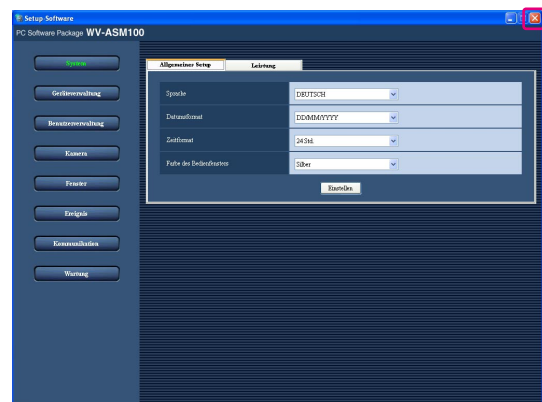 Setup Software
PC Software Package WV-ASM100
System
Geräteverwaltung
Benutzerverwaltung
Kamera
Fenster
Ereignis
Kommunikation
Wartung
Allgemeiner Setup
Leistung
Sprache
DEUTSCH
Datumsformat
DD/MM/YYYY
Zeitformat
24 Std.
Farbe des Bedienfensters
Silber
Einstellen